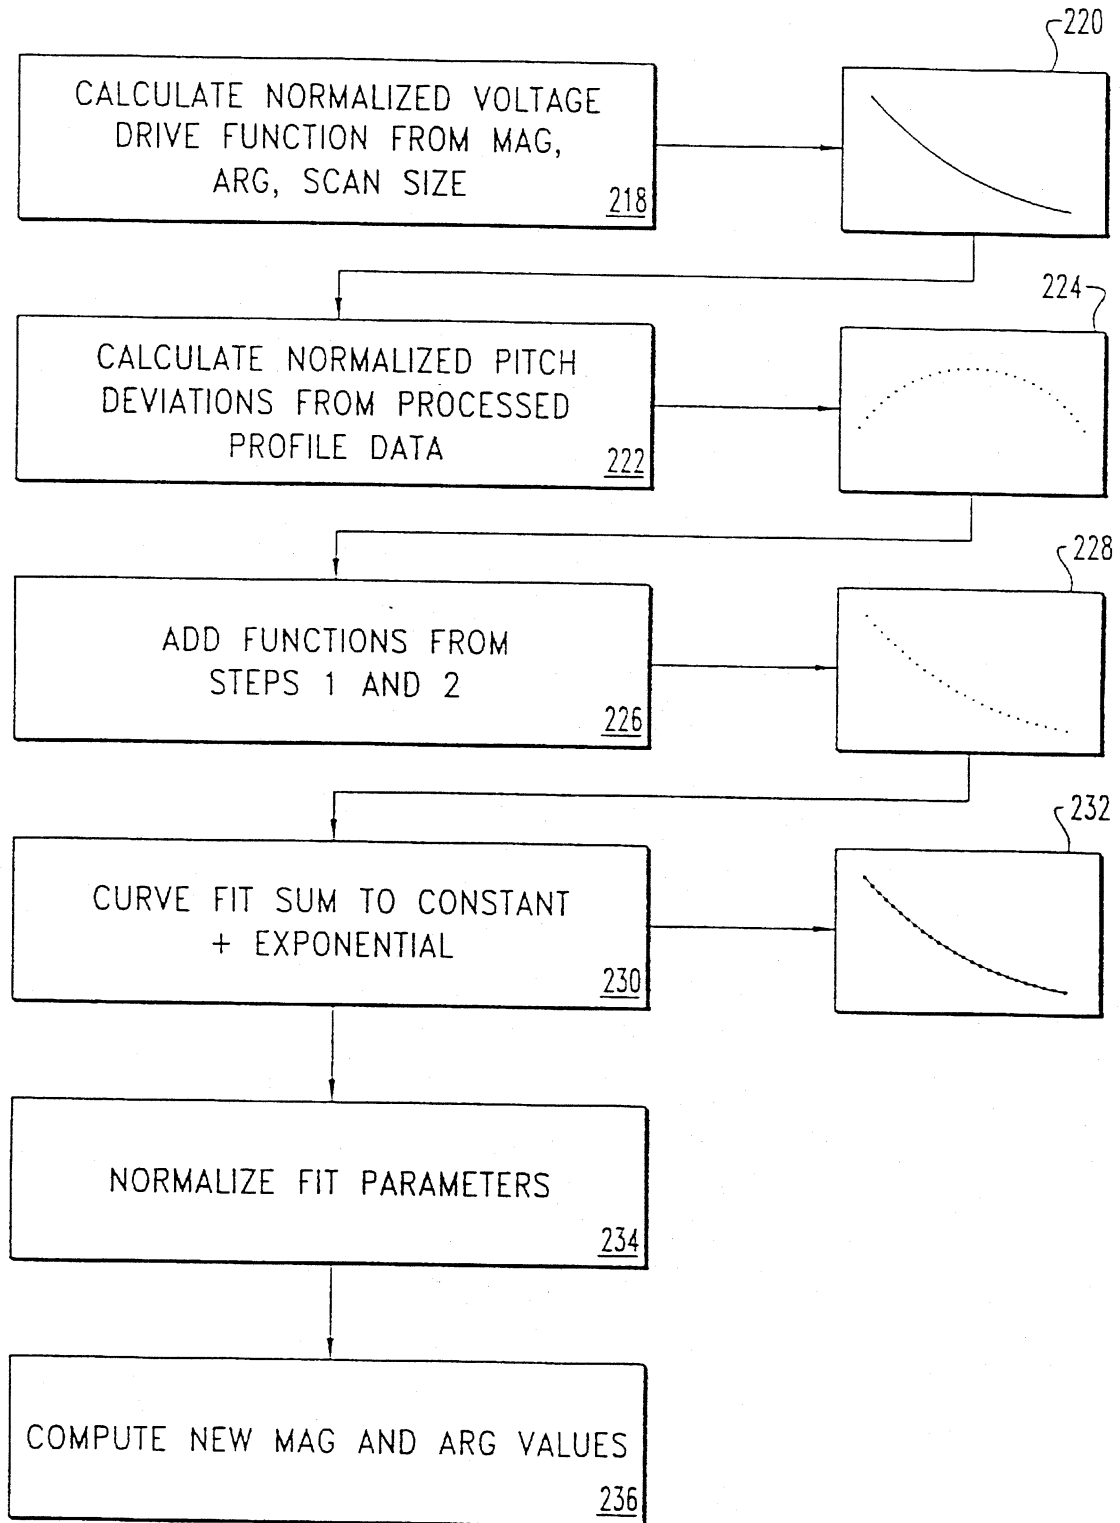 220
CALCULATE NORMALIZED VOLTAGE
DRIVE FUNCTION FROM MAG,
ARG, SCAN SIZE
218
224
CALCULATE NORMALIZED PITCH
DEVIATIONS FROM PROCESSED
PROFILE DATA
222
228
ADD FUNCTIONS FROM
STEPS 1 AND 2
226
232
CURVE FIT SUM TO CONSTANT
+ EXPONENTIAL
230
NORMALIZE FIT PARAMETERS
234
COMPUTE NEW MAG AND ARG VALUES
236